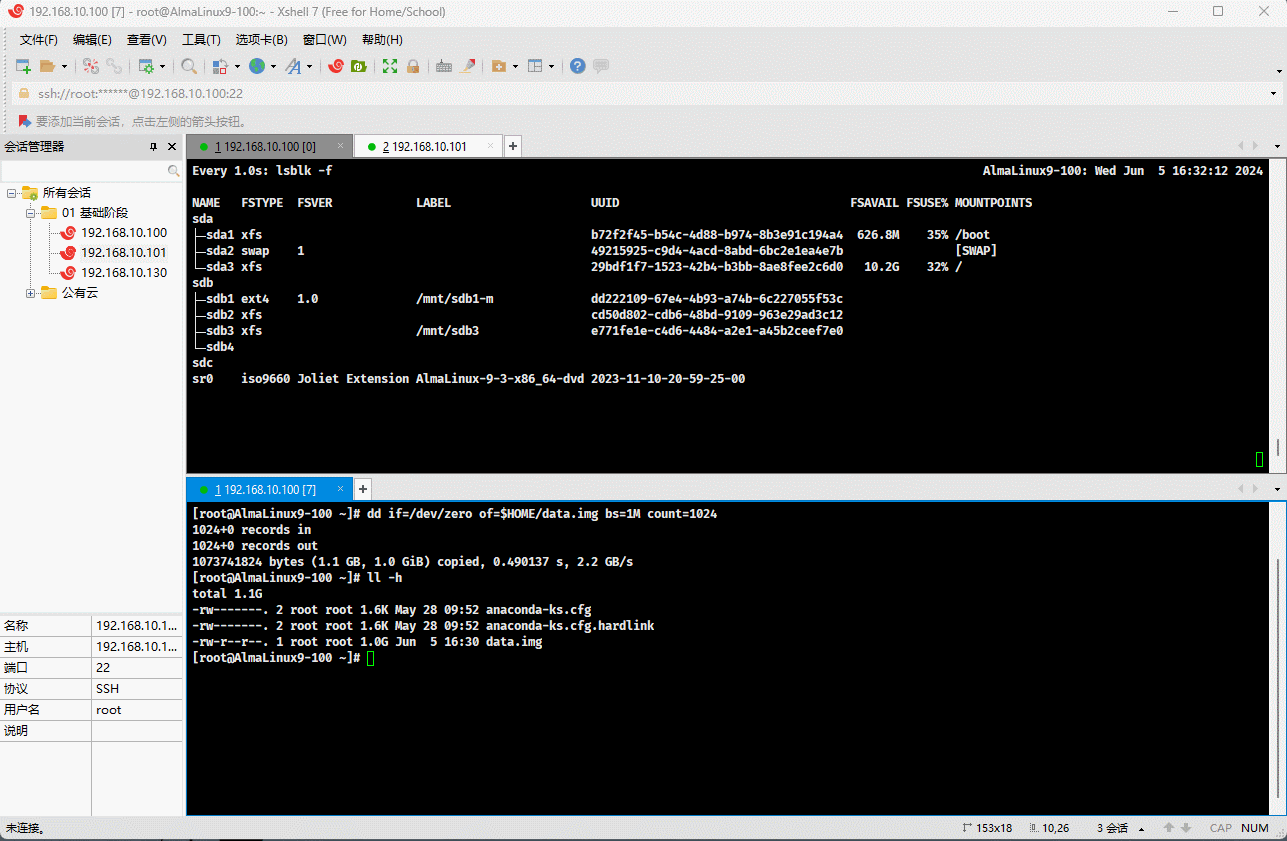 192.168.10.100 [7] - root@AlmaLinux9-100:~ - Xshell 7 (Free for Home/School)
文件(F) 编辑(E) 查看(V) 工具(T) 选项卡(B) 窗口(W) 帮助(H)
ssh://root:******@192.168.10.100:22
要添加当前会话，点击左侧的箭头按钮。
会话管理器
所有会话
01 基础阶段
192.168.10.100
192.168.10.101
192.168.10.130
公有云
名称 192.168.10.1...
主机 192.168.10.1...
端口 22
协议 SSH
用户名 root
说明
1 192.168.10.100 [0] 2 192.168.10.101
Every 1.0s: lsblk -f AlmaLinux9-100: Wed Jun  5 16:32:12 2024
NAME FSTYPE FSVER LABEL UUID FSAVAIL FSUSE% MOUNTPOINTS
sda
├─sda1 xfs b72f2f45-b54c-4d88-b974-8b3e91c194a4 626.8M 35% /boot
├─sda2 swap 1 49215925-c9d4-4acd-8abd-6bc2e1ea4e7b [SWAP]
└─sda3 xfs 29bdf1f7-1523-42b4-b3bb-8ae8fee2c6d0 10.2G 32% /
sdb
├─sdb1 ext4 1.0 /mnt/sdb1-m dd222109-67e4-4b93-a74b-6c227055f53c
├─sdb2 xfs cd50d802-cdb6-48bd-9109-963e29ad3c12
├─sdb3 xfs /mnt/sdb3 e771fe1e-c4d6-4484-a2e1-a45b2ceef7e0
└─sdb4
sdc
sr0 iso9660 Joliet Extension AlmaLinux-9-3-x86_64-dvd 2023-11-10-20-59-25-00
1 192.168.10.100 [7]
[root@AlmaLinux9-100 ~]# dd if=/dev/zero of=$HOME/data.img bs=1M count=1024
1024+0 records in
1024+0 records out
1073741824 bytes (1.1 GB, 1.0 GiB) copied, 0.490137 s, 2.2 GB/s
[root@AlmaLinux9-100 ~]# ll -h
total 1.1G
-rw-------. 2 root root 1.6K May 28 09:52 anaconda-ks.cfg
-rw-------. 2 root root 1.6K May 28 09:52 anaconda-ks.cfg.hardlink
-rw-r--r--. 1 root root 1.0G Jun  5 16:30 data.img
[root@AlmaLinux9-100 ~]#
未连接。 153x18 10,26 3 会话 CAP NUM